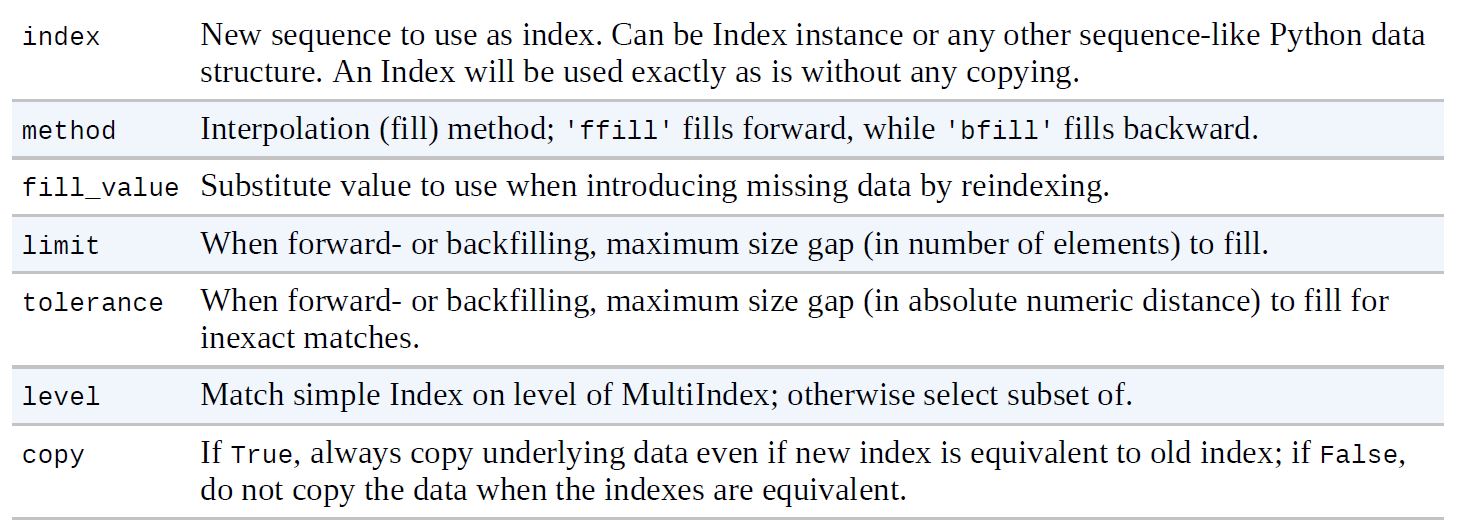 index New sequence to use as index. Can be Index instance or any other sequence-like Python data
structure. An Index will be used exactly as is without any copying.
method Interpolation (fill) method; 'ffill' fills forward, while 'bfill' fills backward.
fill_value Substitute value to use when introducing missing data by reindexing.
limit When forward- or backfilling, maximum size gap (in number of elements) to fill.
tolerance When forward- or backfilling, maximum size gap (in absolute numeric distance) to fill for
inexact matches.
level Match simple Index on level of MultiIndex; otherwise select subset of.
copy If True, always copy underlying data even if new index is equivalent to old index; if False,
do not copy the data when the indexes are equivalent.